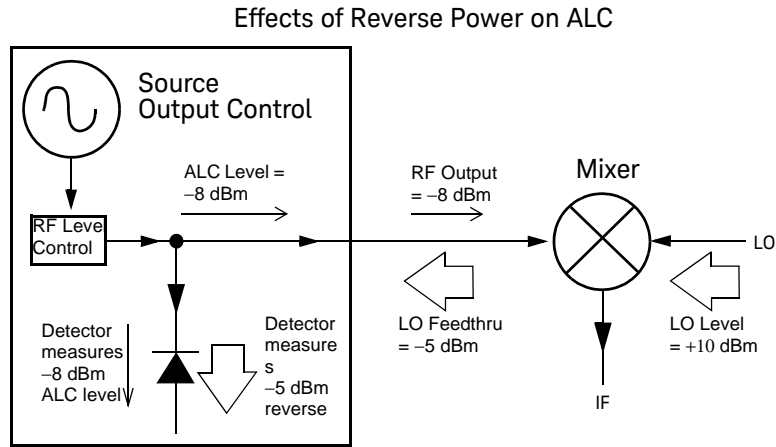 Effects of Reverse Power on ALC
Source
Output Control
ALC Level =
−8 dBm
RF Output
= −8 dBm
Mixer
RF Leve
Control
LO
LO Feedthru
= −5 dBm
LO Level
= +10 dBm
Detector
measures
−8 dBm
ALC level
Detector
measure
s
−5 dBm
reverse
IF